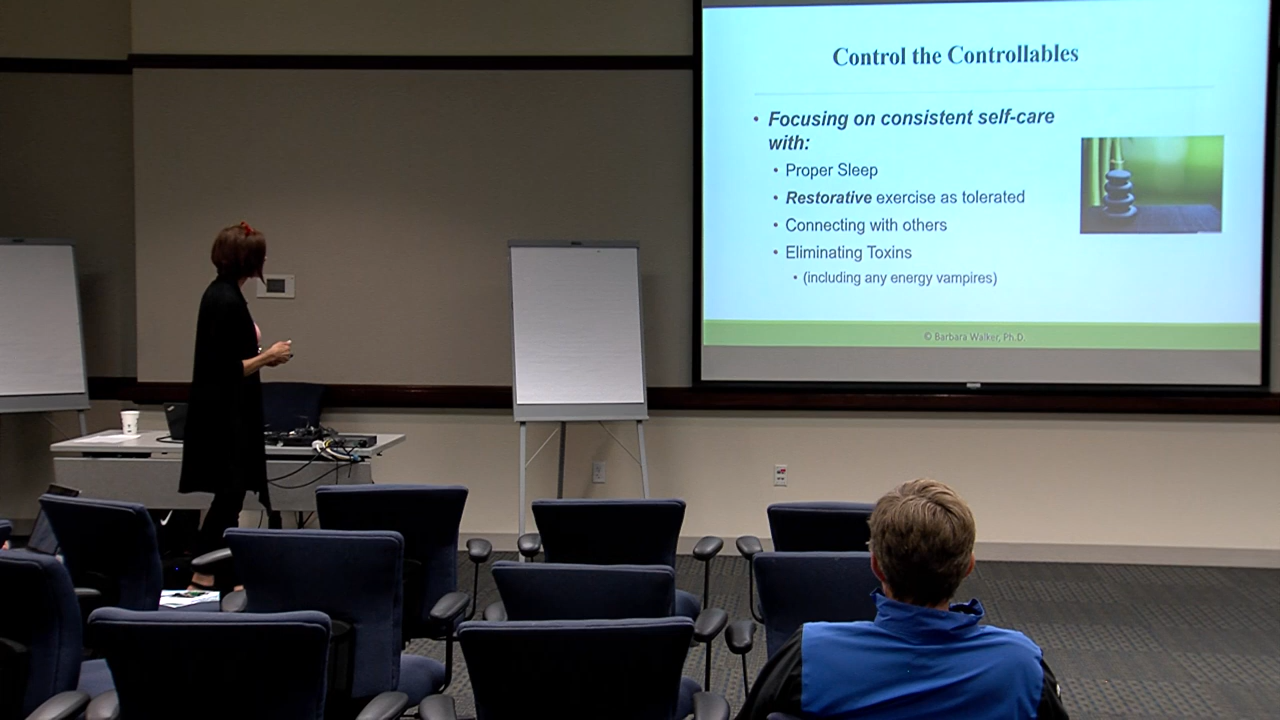 Control the Controllables
• Focusing on consistent self-care
with:
• Proper Sleep
• Restorative exercise as tolerated
• Connecting with others
• Eliminating Toxins
• (including any energy vampires)
© Barbara Walker, Ph.D.